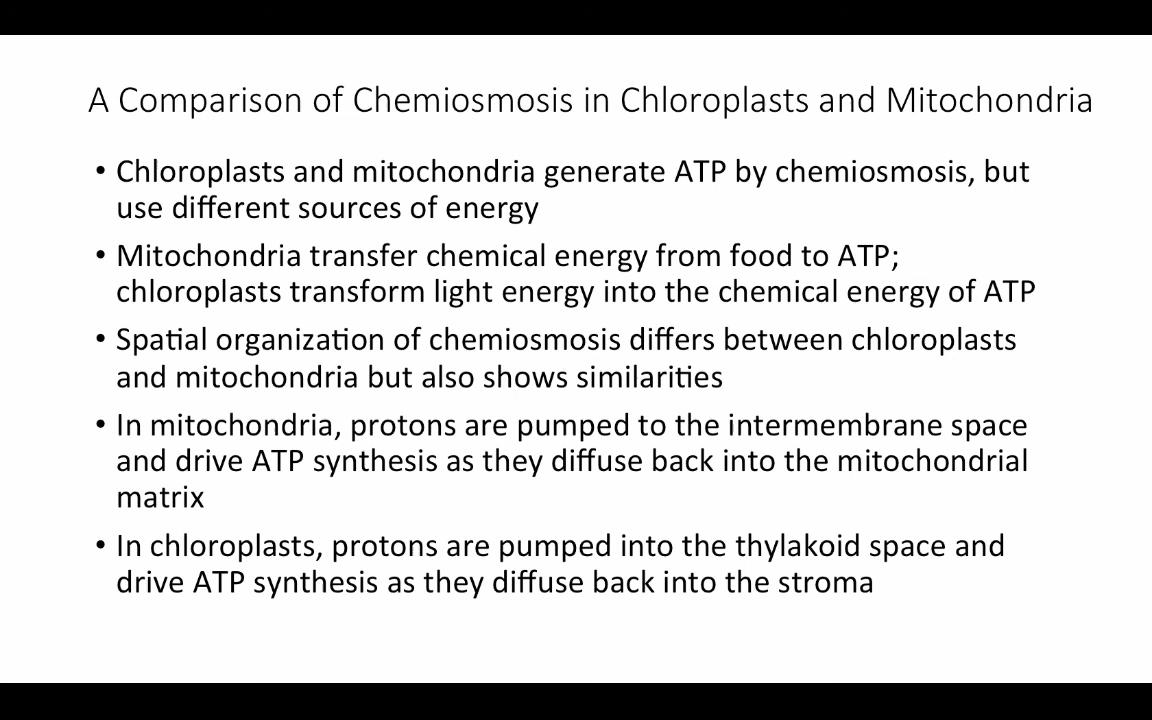 A Comparison of Chemiosmosis in Chloroplasts and Mitochondria
• Chloroplasts and mitochondria generate ATP by chemiosmosis, but
use different sources of energy
• Mitochondria transfer chemical energy from food to ATP;
chloroplasts transform light energy into the chemical energy of ATP
• Spatial organization of chemiosmosis differs between chloroplasts
and mitochondria but also shows similarities
• In mitochondria, protons are pumped to the intermembrane space
and drive ATP synthesis as they diffuse back into the mitochondrial
matrix
• In chloroplasts, protons are pumped into the thylakoid space and
drive ATP synthesis as they diffuse back into the stroma